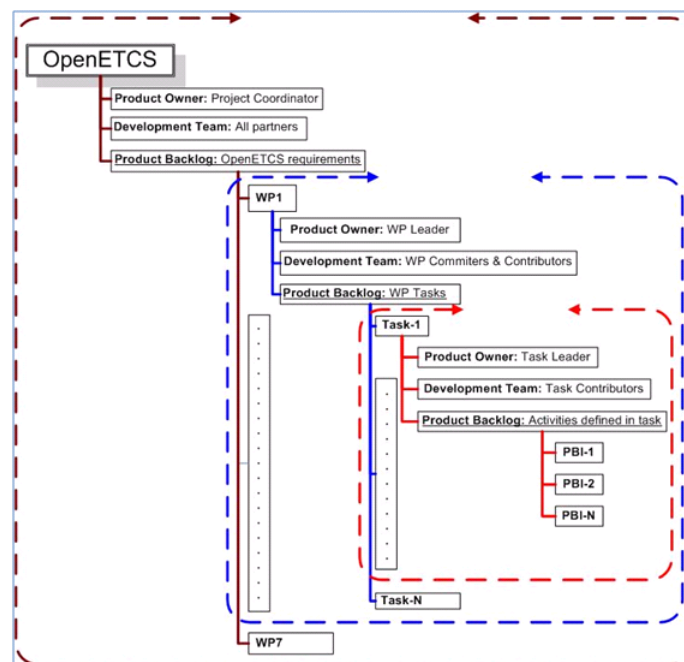 OpenETCS
Product Owner: Project Coordinator
Development Team: All partners
Product Backlog: OpenETCS requirements
WP1
Product Owner: WP Leader
Development Team: WP Commiters & Contributors
Product Backlog: WP Tasks
Task-1
Product Owner: Task Leader
Development Team: Task Contributors
Product Backlog: Activities defined in task
PBI-1
PBI-2
PBI-N
Task-N
WP7